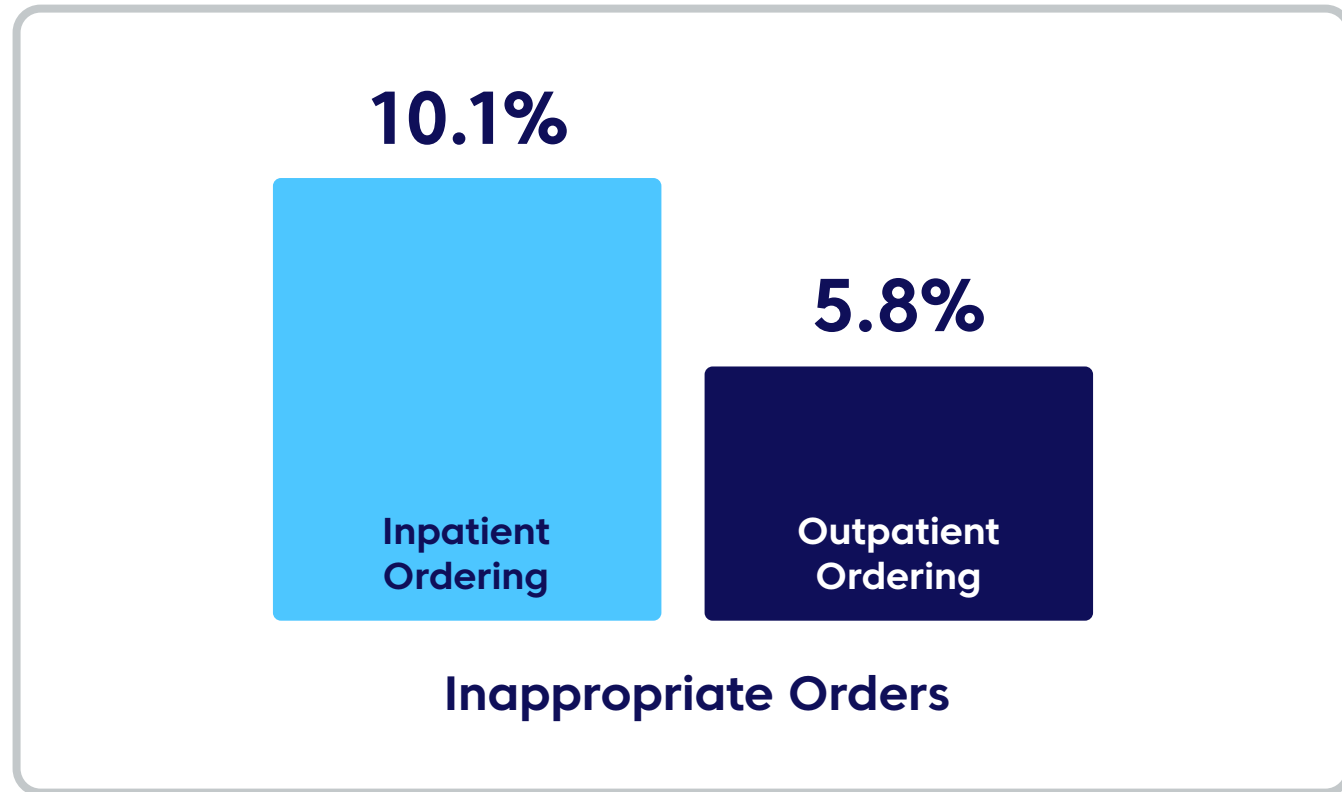 10.1%
5.8%
Inpatient
Ordering
Outpatient
Ordering
Inappropriate Orders